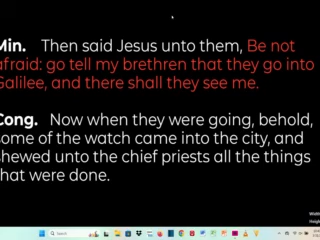 Min. Then said Jesus unto them, Be not
afraid: go tell my brethren that they go into
Galilee, and there shall they see me.
Cong. Now when they were going, behold,
some of the watch came into the city, and
shewed unto the chief priests all the things
that were done.
Search